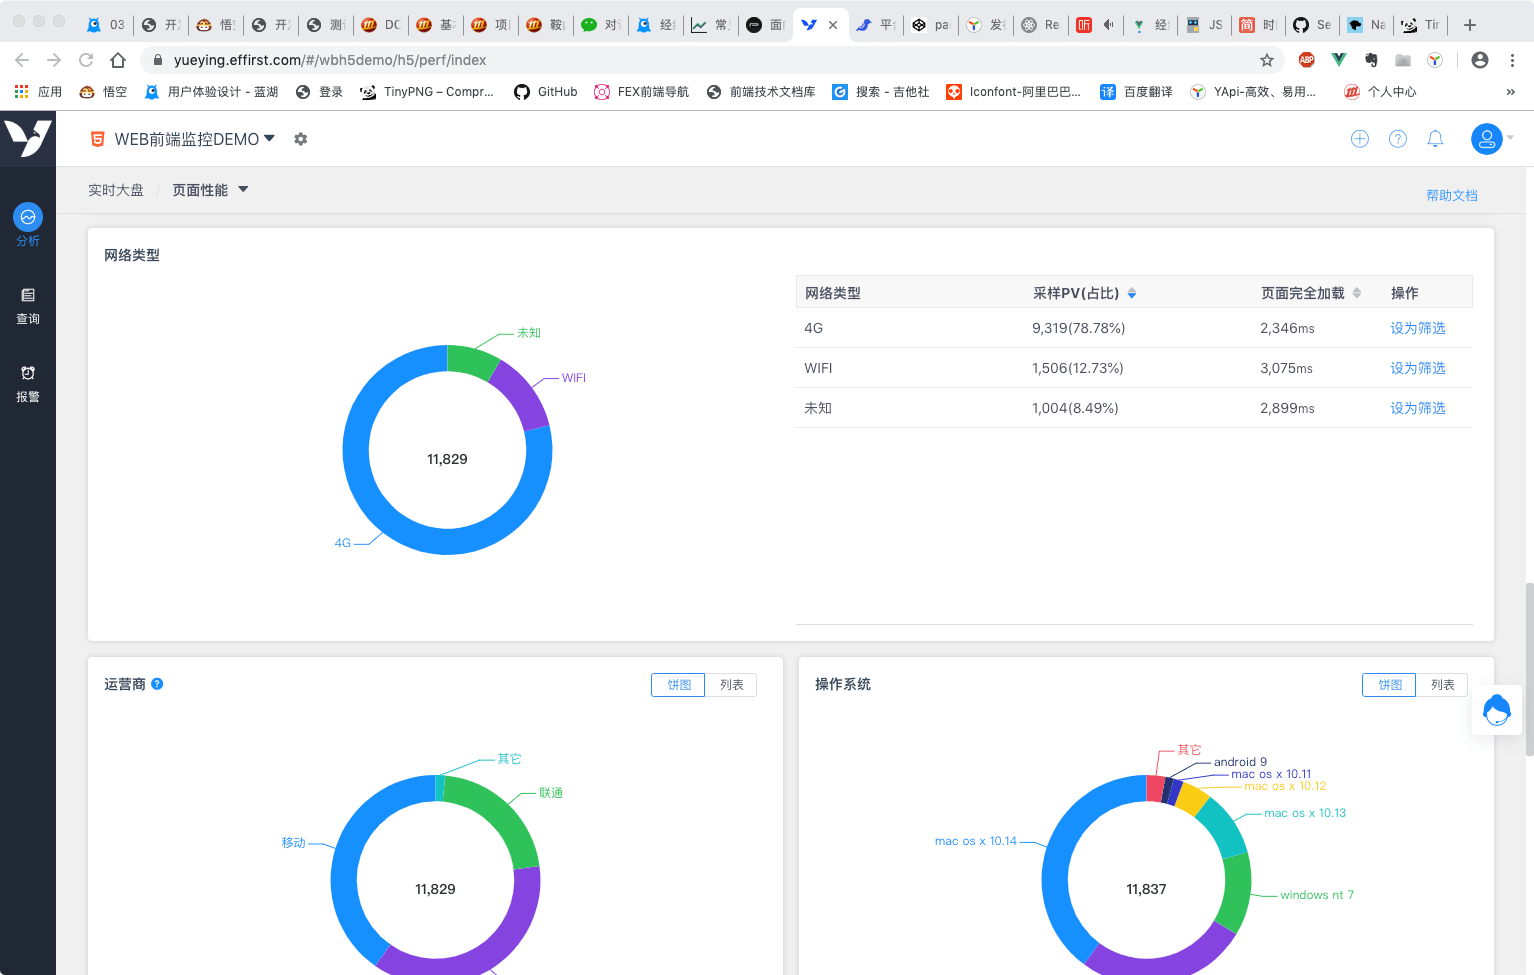 03
开
悟
开
测
DO
基
项
鞍
对
经
常
面
平
pa
发
Re
听
经
JS
简 时
Se
Na
Tir
yueying.effirst.com/#/wbh5demo/h5/perf/index
ABP
应用
悟空
用户体验设计 - 蓝湖
登录
TinyPNG – Compr...
GitHub
FEX前端导航
前端技术文档库
搜索 - 吉他社
Iconfont-阿里巴巴...
译 百度翻译
YApi-高效、易用...
个人中心
»
WEB前端监控DEMO
实时大盘 / 页面性能
帮助文档
分析
查询
报警
网络类型
未知
WIFI
11,829
4G
网络类型 采样PV(占比) 页面完全加载 操作
4G 9,319(78.78%) 2,346ms 设为筛选
WIFI 1,506(12.73%) 3,075ms 设为筛选
未知 1,004(8.49%) 2,899ms 设为筛选
运营商 ?
饼图 列表
其它
联通
移动
11,829
操作系统
饼图 列表
其它
android 9
mac os x 10.11
mac os x 10.12
mac os x 10.13
mac os x 10.14
11,837
windows nt 7